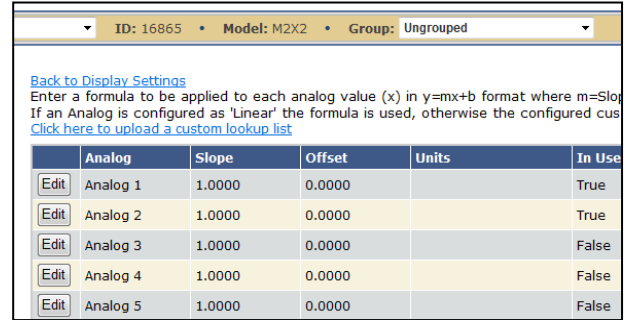 ID: 16865 • Model: M2X2 • Group: Ungrouped
Back to Display Settings
Enter a formula to be applied to each analog value (x) in y=mx+b format where m=Slop
If an Analog is configured as 'Linear' the formula is used, otherwise the configured cus
Click here to upload a custom lookup list
Analog Slope Offset Units In Use
Edit Analog 1 1.0000 0.0000 True
Edit Analog 2 1.0000 0.0000 True
Edit Analog 3 1.0000 0.0000 False
Edit Analog 4 1.0000 0.0000 False
Edit Analog 5 1.0000 0.0000 False